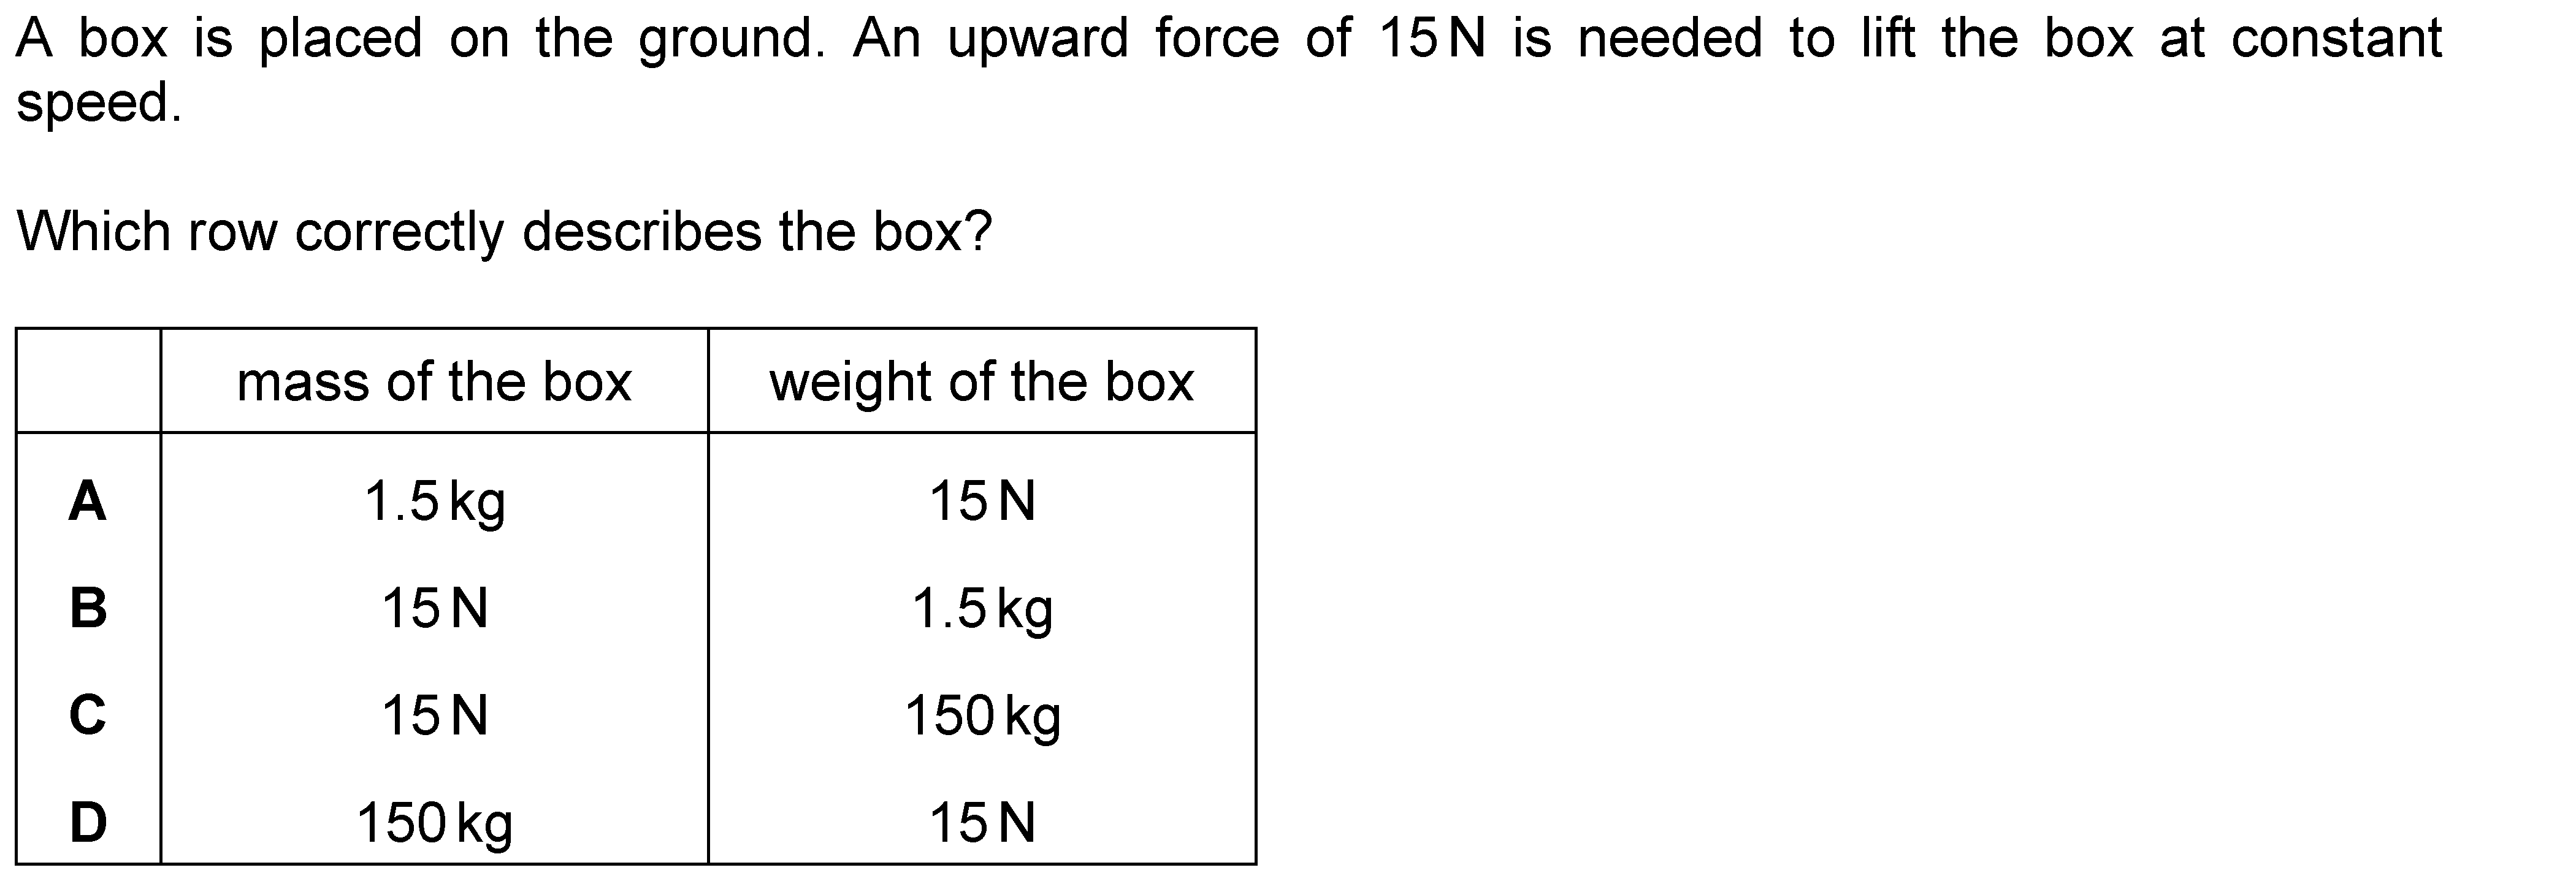 A box is placed on the ground. An upward force of 15 N is needed to lift the box at constant
speed.
Which row correctly describes the box?
mass of the box weight of the box
A 1.5 kg 15 N
B 15 N 1.5 kg
C 15 N 150 kg
D 150 kg 15 N